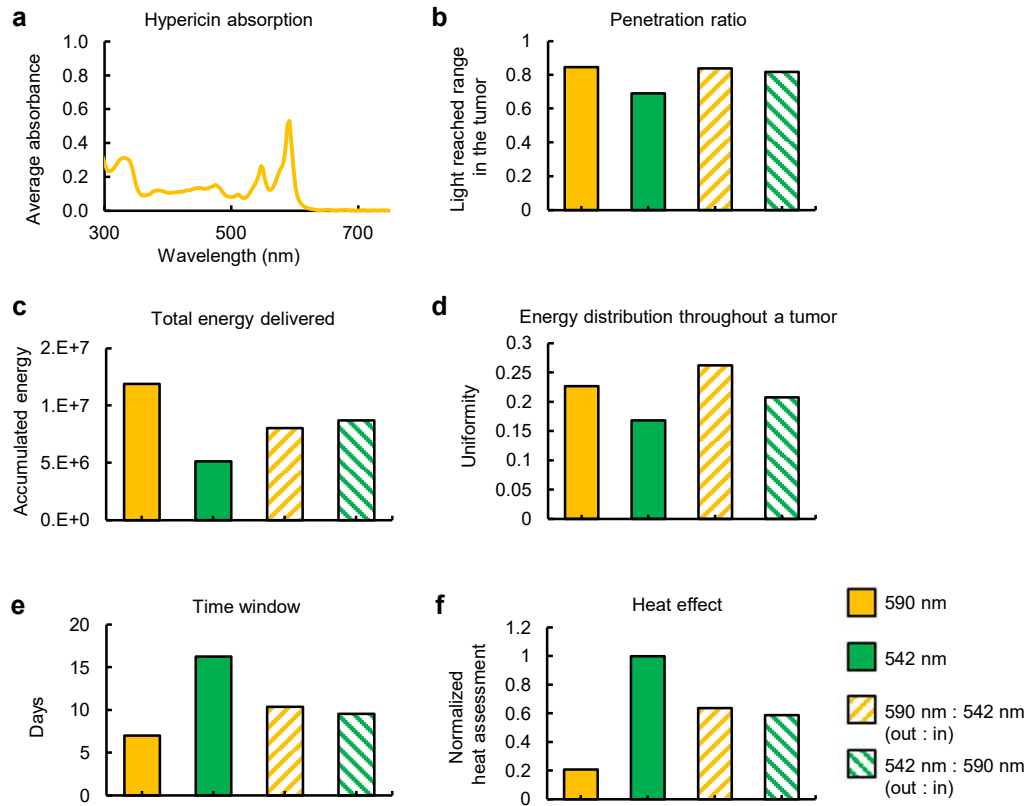 a
Hypericin absorption
Average absorbance
1.0
0.8
0.6
0.4
0.2
0.0
300
500
700
Wavelength (nm)
b
Penetration ratio
Light reached range
in the tumor
1
0.8
0.6
0.4
0.2
0
c
Total energy delivered
Accumulated energy
2.E+7
1.E+7
5.E+6
0.E+0
d
Energy distribution throughout a tumor
Uniformity
0.3
0.25
0.2
0.15
0.1
0.05
0
e
Time window
Days
20
15
10
5
0
f
Heat effect
Normalized
heat assessment
1.2
1
0.8
0.6
0.4
0.2
0
590 nm
542 nm
590 nm : 542 nm
(out : in)
542 nm : 590 nm
(out : in)